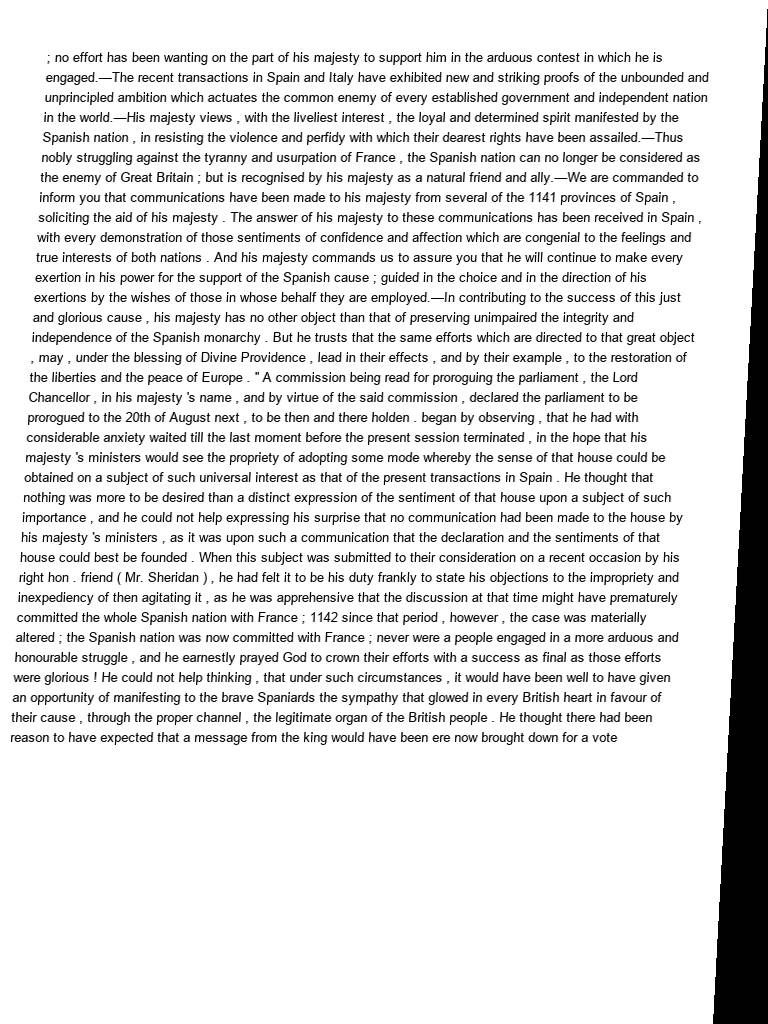 ; no effort has been wanting on the part of his majesty to support him in the arduous contest in which he is
engaged.—The recent transactions in Spain and Italy have exhibited new and striking proofs of the unbounded and
unprincipled ambition which actuates the common enemy of every established government and independent nation
in the world.—His majesty views , with the liveliest interest , the loyal and determined spirit manifested by the
Spanish nation , in resisting the violence and perfidy with which their dearest rights have been assailed.—Thus
nobly struggling against the tyranny and usurpation of France , the Spanish nation can no longer be considered as
the enemy of Great Britain ; but is recognised by his majesty as a natural friend and ally.—We are commanded to
inform you that communications have been made to his majesty from several of the 1141 provinces of Spain ,
soliciting the aid of his majesty . The answer of his majesty to these communications has been received in Spain ,
with every demonstration of those sentiments of confidence and affection which are congenial to the feelings and
true interests of both nations . And his majesty commands us to assure you that he will continue to make every
exertion in his power for the support of the Spanish cause ; guided in the choice and in the direction of his
exertions by the wishes of those in whose behalf they are employed.—In contributing to the success of this just
and glorious cause , his majesty has no other object than that of preserving unimpaired the integrity and
independence of the Spanish monarchy . But he trusts that the same efforts which are directed to that great object
, may , under the blessing of Divine Providence , lead in their effects , and by their example , to the restoration of
the liberties and the peace of Europe . " A commission being read for proroguing the parliament , the Lord
Chancellor , in his majesty 's name , and by virtue of the said commission , declared the parliament to be
prorogued to the 20th of August next , to be then and there holden . began by observing , that he had with
considerable anxiety waited till the last moment before the present session terminated , in the hope that his
majesty 's ministers would see the propriety of adopting some mode whereby the sense of that house could be
obtained on a subject of such universal interest as that of the present transactions in Spain . He thought that
nothing was more to be desired than a distinct expression of the sentiment of that house upon a subject of such
importance , and he could not help expressing his surprise that no communication had been made to the house by
his majesty 's ministers , as it was upon such a communication that the declaration and the sentiments of that
house could best be founded . When this subject was submitted to their consideration on a recent occasion by his
right hon . friend ( Mr. Sheridan ) , he had felt it to be his duty frankly to state his objections to the impropriety and
inexpediency of then agitating it , as he was apprehensive that the discussion at that time might have prematurely
committed the whole Spanish nation with France ; 1142 since that period , however , the case was materially
altered ; the Spanish nation was now committed with France ; never were a people engaged in a more arduous and
honourable struggle , and he earnestly prayed God to crown their efforts with a success as final as those efforts
were glorious ! He could not help thinking , that under such circumstances , it would have been well to have given
an opportunity of manifesting to the brave Spaniards the sympathy that glowed in every British heart in favour of
their cause , through the proper channel , the legitimate organ of the British people . He thought there had been
reason to have expected that a message from the king would have been ere now brought down for a vote